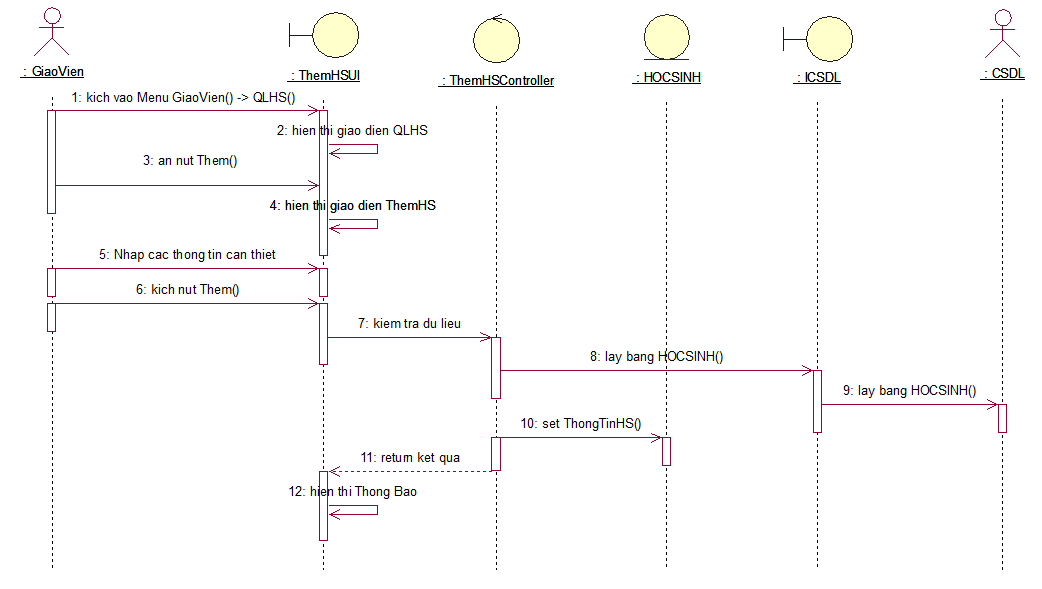 : GiaoVien
: ThemHSUI
: ThemHSController
: HOCSINH
: ICSDL
: CSDL
1: kich vao Menu GiaoVien() -> QLHS()
2: hien thi giao dien QLHS
3: an nut Them()
4: hien thi giao dien ThemHS
5: Nhap cac thong tin can thiet
6: kich nut Them()
7: kiem tra du lieu
8: lay bang HOCSINH()
9: lay bang HOCSINH()
10: set ThongTinHS()
11: return ket qua
12: hien thi Thong Bao